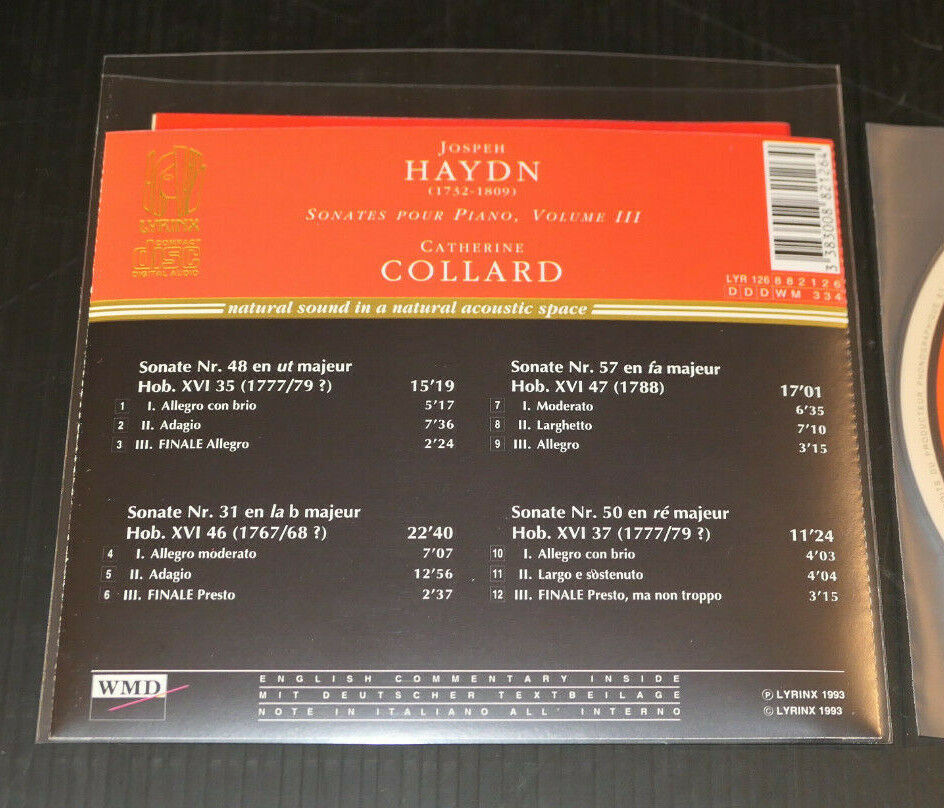 JOSPEH
HAYDN
(1732-1809)
SONATES POUR PIANO, VOLUME III
CATHERINE
COLLARD
LYRINX
COMPACT
disc
DIGITAL AUDIO
3 383008 821264
LYR 126 882126
DDD WM 334
natural sound in a natural acoustic space
Sonate Nr. 48 en ut majeur
Hob. XVI 35 (1777/79 ?) 15'19
1 I. Allegro con brio 5'17
2 II. Adagio 7'36
3 III. FINALE Allegro 2'24
Sonate Nr. 31 en la b majeur
Hob. XVI 46 (1767/68 ?) 22'40
4 I. Allegro moderato 7'07
5 II. Adagio 12'56
6 III. FINALE Presto 2'37
Sonate Nr. 57 en fa majeur
Hob. XVI 47 (1788) 17'01
7 I. Moderato 6'35
8 II. Larghetto 7'10
9 III. Allegro 3'15
Sonate Nr. 50 en ré majeur
Hob. XVI 37 (1777/79 ?) 11'24
10 I. Allegro con brio 4'03
11 II. Largo e sostenuto 4'04
12 III. FINALE Presto, ma non troppo 3'15
WMD
ENGLISH COMMENTARY INSIDE
MIT DEUTSCHER TEXTBEILAGE
NOTE IN ITALIANO ALL' INTERNO
℗ LYRINX 1993
© LYRINX 1993
DU PRODUCTEUR PHONOGRAPHIQUE